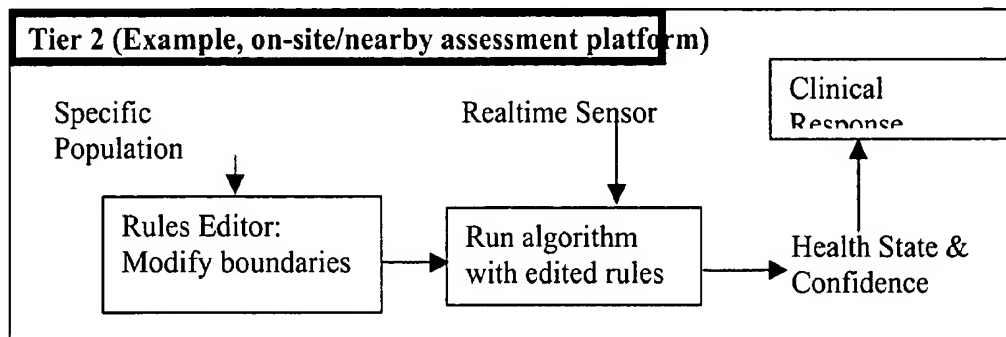 Tier 2 (Example, on-site/nearby assessment platform)
Specific
Population
Realtime Sensor
Clinical
Response
Rules Editor:
Modify boundaries
Run algorithm
with edited rules
Health State &
Confidence